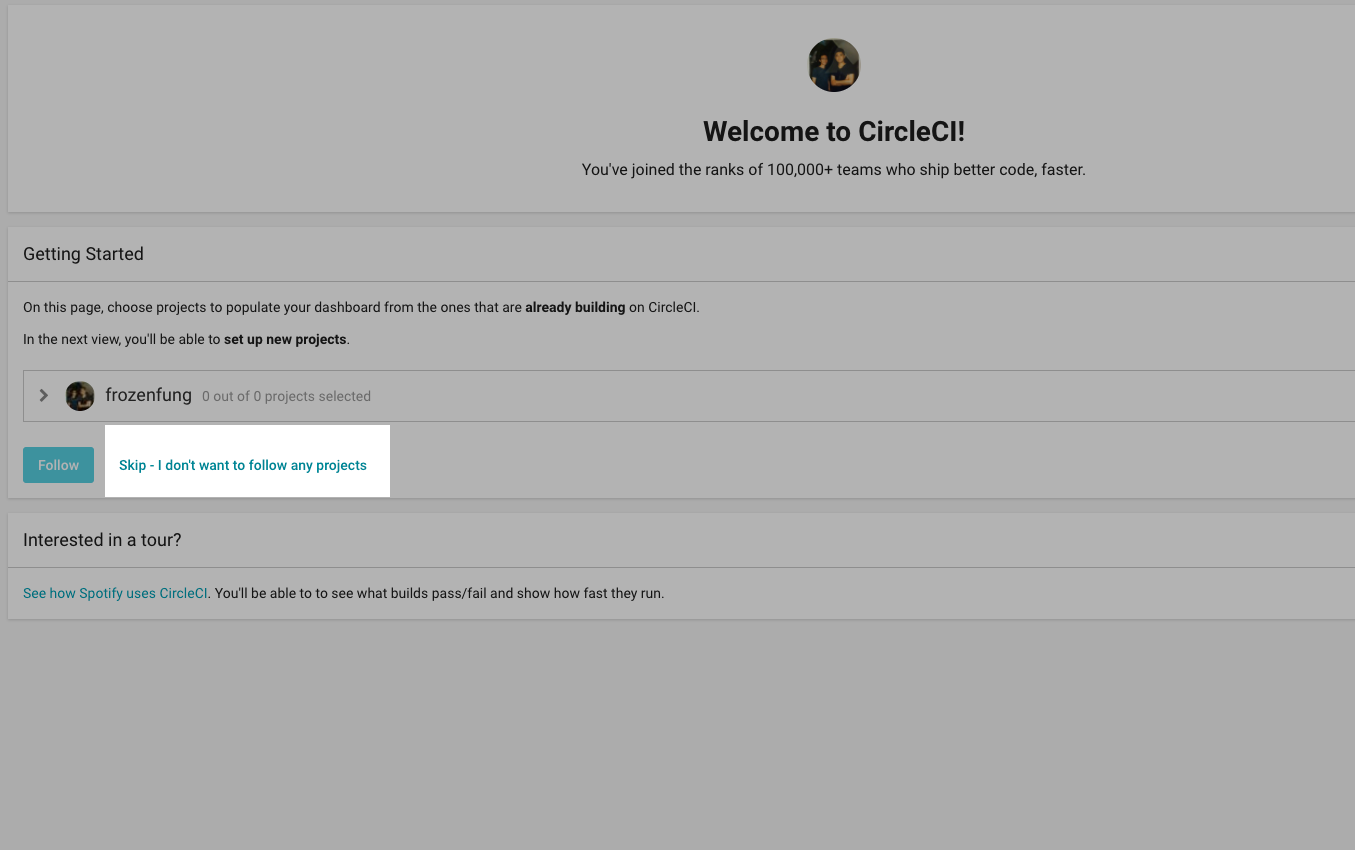 Welcome to CircleCI!
You've joined the ranks of 100,000+ teams who ship better code, faster.
Getting Started
On this page, choose projects to populate your dashboard from the ones that are already building on CircleCI.
In the next view, you'll be able to set up new projects.
frozenfung 0 out of 0 projects selected
Follow Skip - I don't want to follow any projects
Interested in a tour?
See how Spotify uses CircleCI. You'll be able to to see what builds pass/fail and show how fast they run.